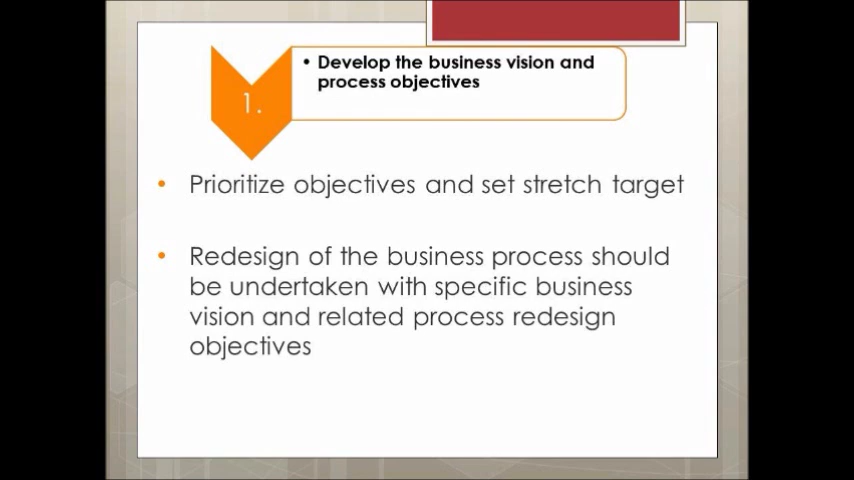 1.
• Develop the business vision and
process objectives
• Prioritize objectives and set stretch target
• Redesign of the business process should
be undertaken with specific business
vision and related process redesign
objectives